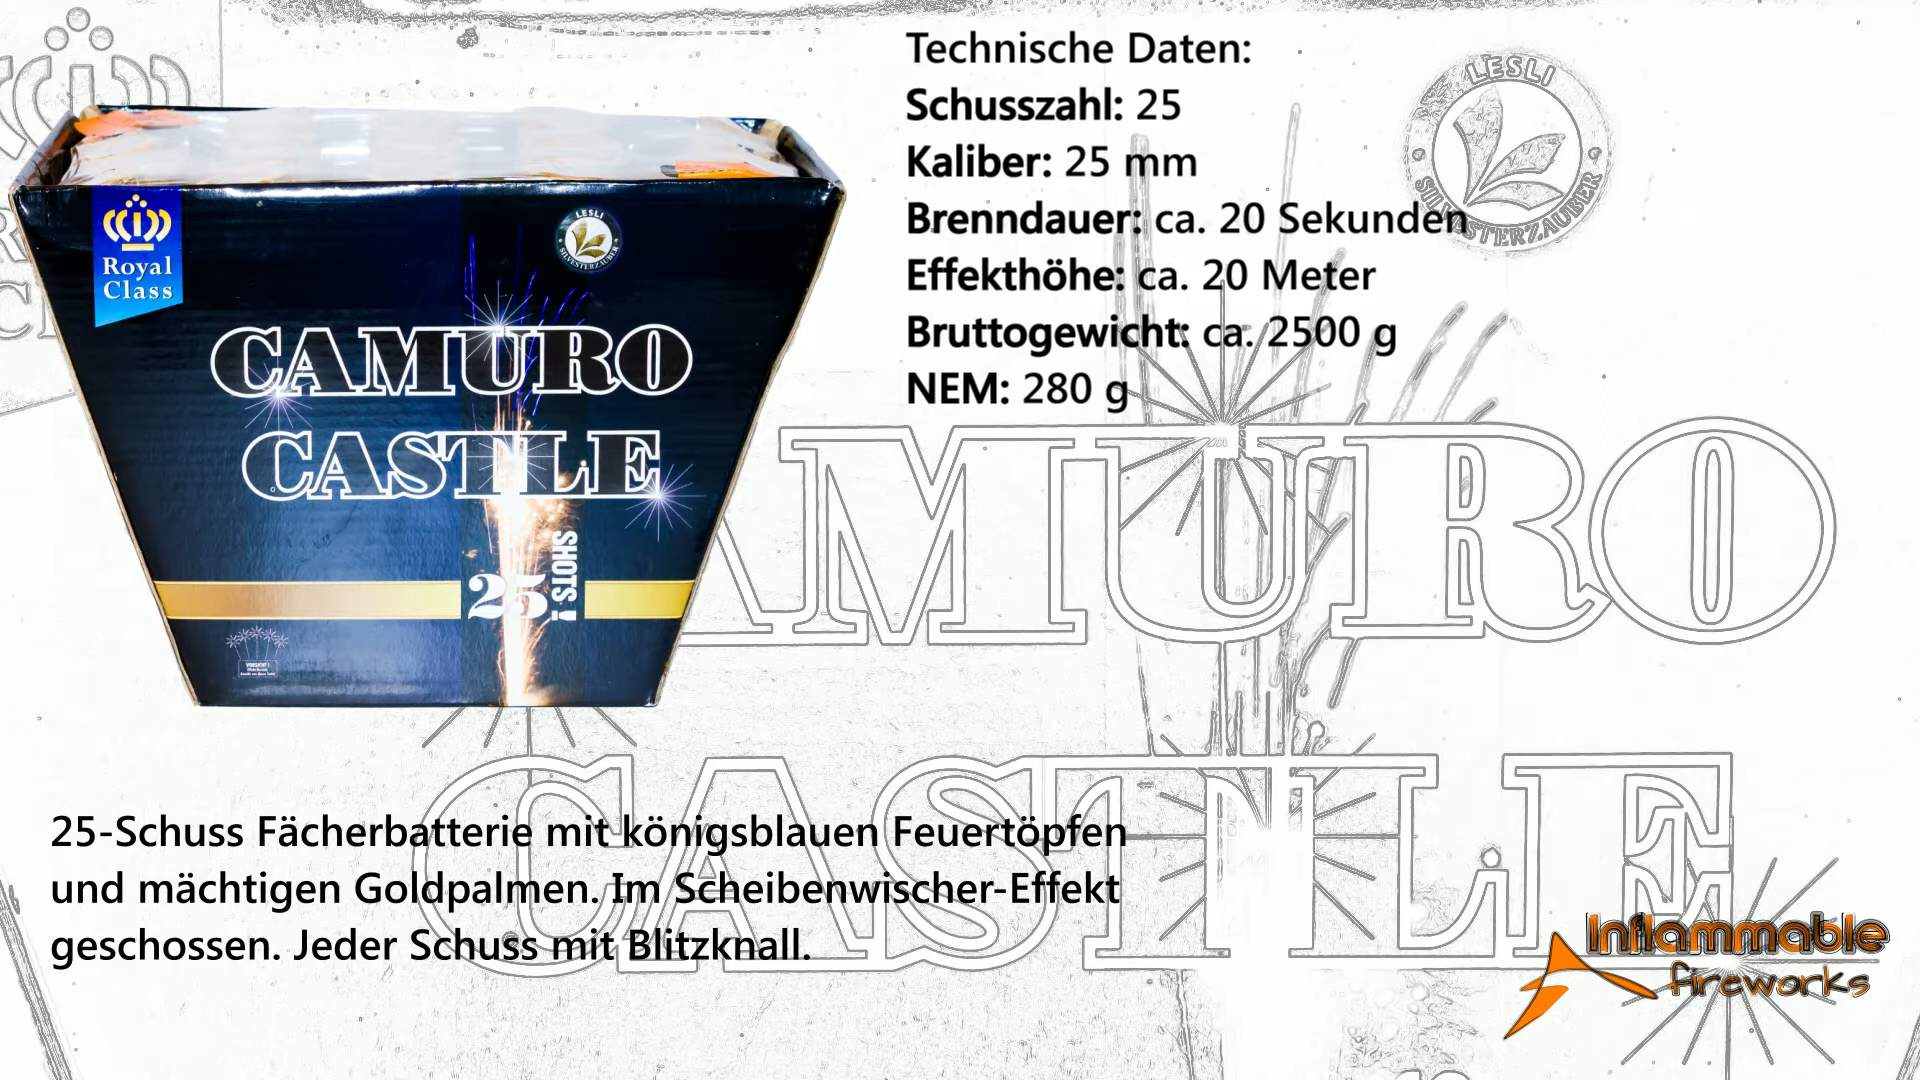 Technische Daten:
Schusszahl: 25
Kaliber: 25 mm
Brenndauer: ca. 20 Sekunden
Effekthöhe: ca. 20 Meter
Bruttogewicht: ca. 2500 g
NEM: 280 g
LESLI
SILVESTERZAUBER
Royal
Class
LESLI
SILVESTERZAUBER
CAMURO
CASTLE
25 SHOTS!
VORSICHT!
AMURO
CASTLE
25-Schuss Fächerbatterie mit königsblauen Feuertöpfen
und mächtigen Goldpalmen. Im Scheibenwischer-Effekt
geschossen. Jeder Schuss mit Blitzknall.
Inflammable
fireworks